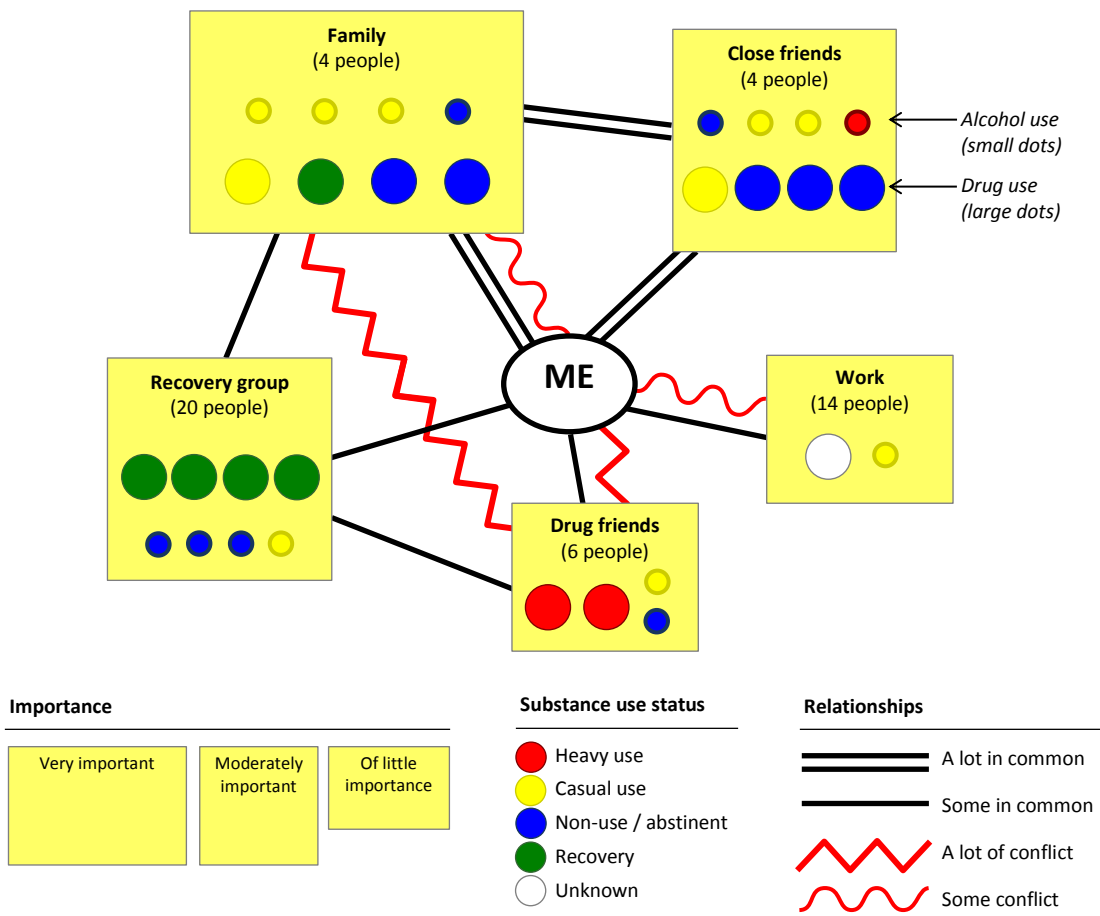 Family
(4 people)
Close friends
(4 people)
Alcohol use
(small dots)
Drug use
(large dots)
ME
Recovery group
(20 people)
Work
(14 people)
Drug friends
(6 people)
Importance
Very important
Moderately
important
Of little
importance
Substance use status
Heavy use
Casual use
Non-use / abstinent
Recovery
Unknown
Relationships
A lot in common
Some in common
A lot of conflict
Some conflict